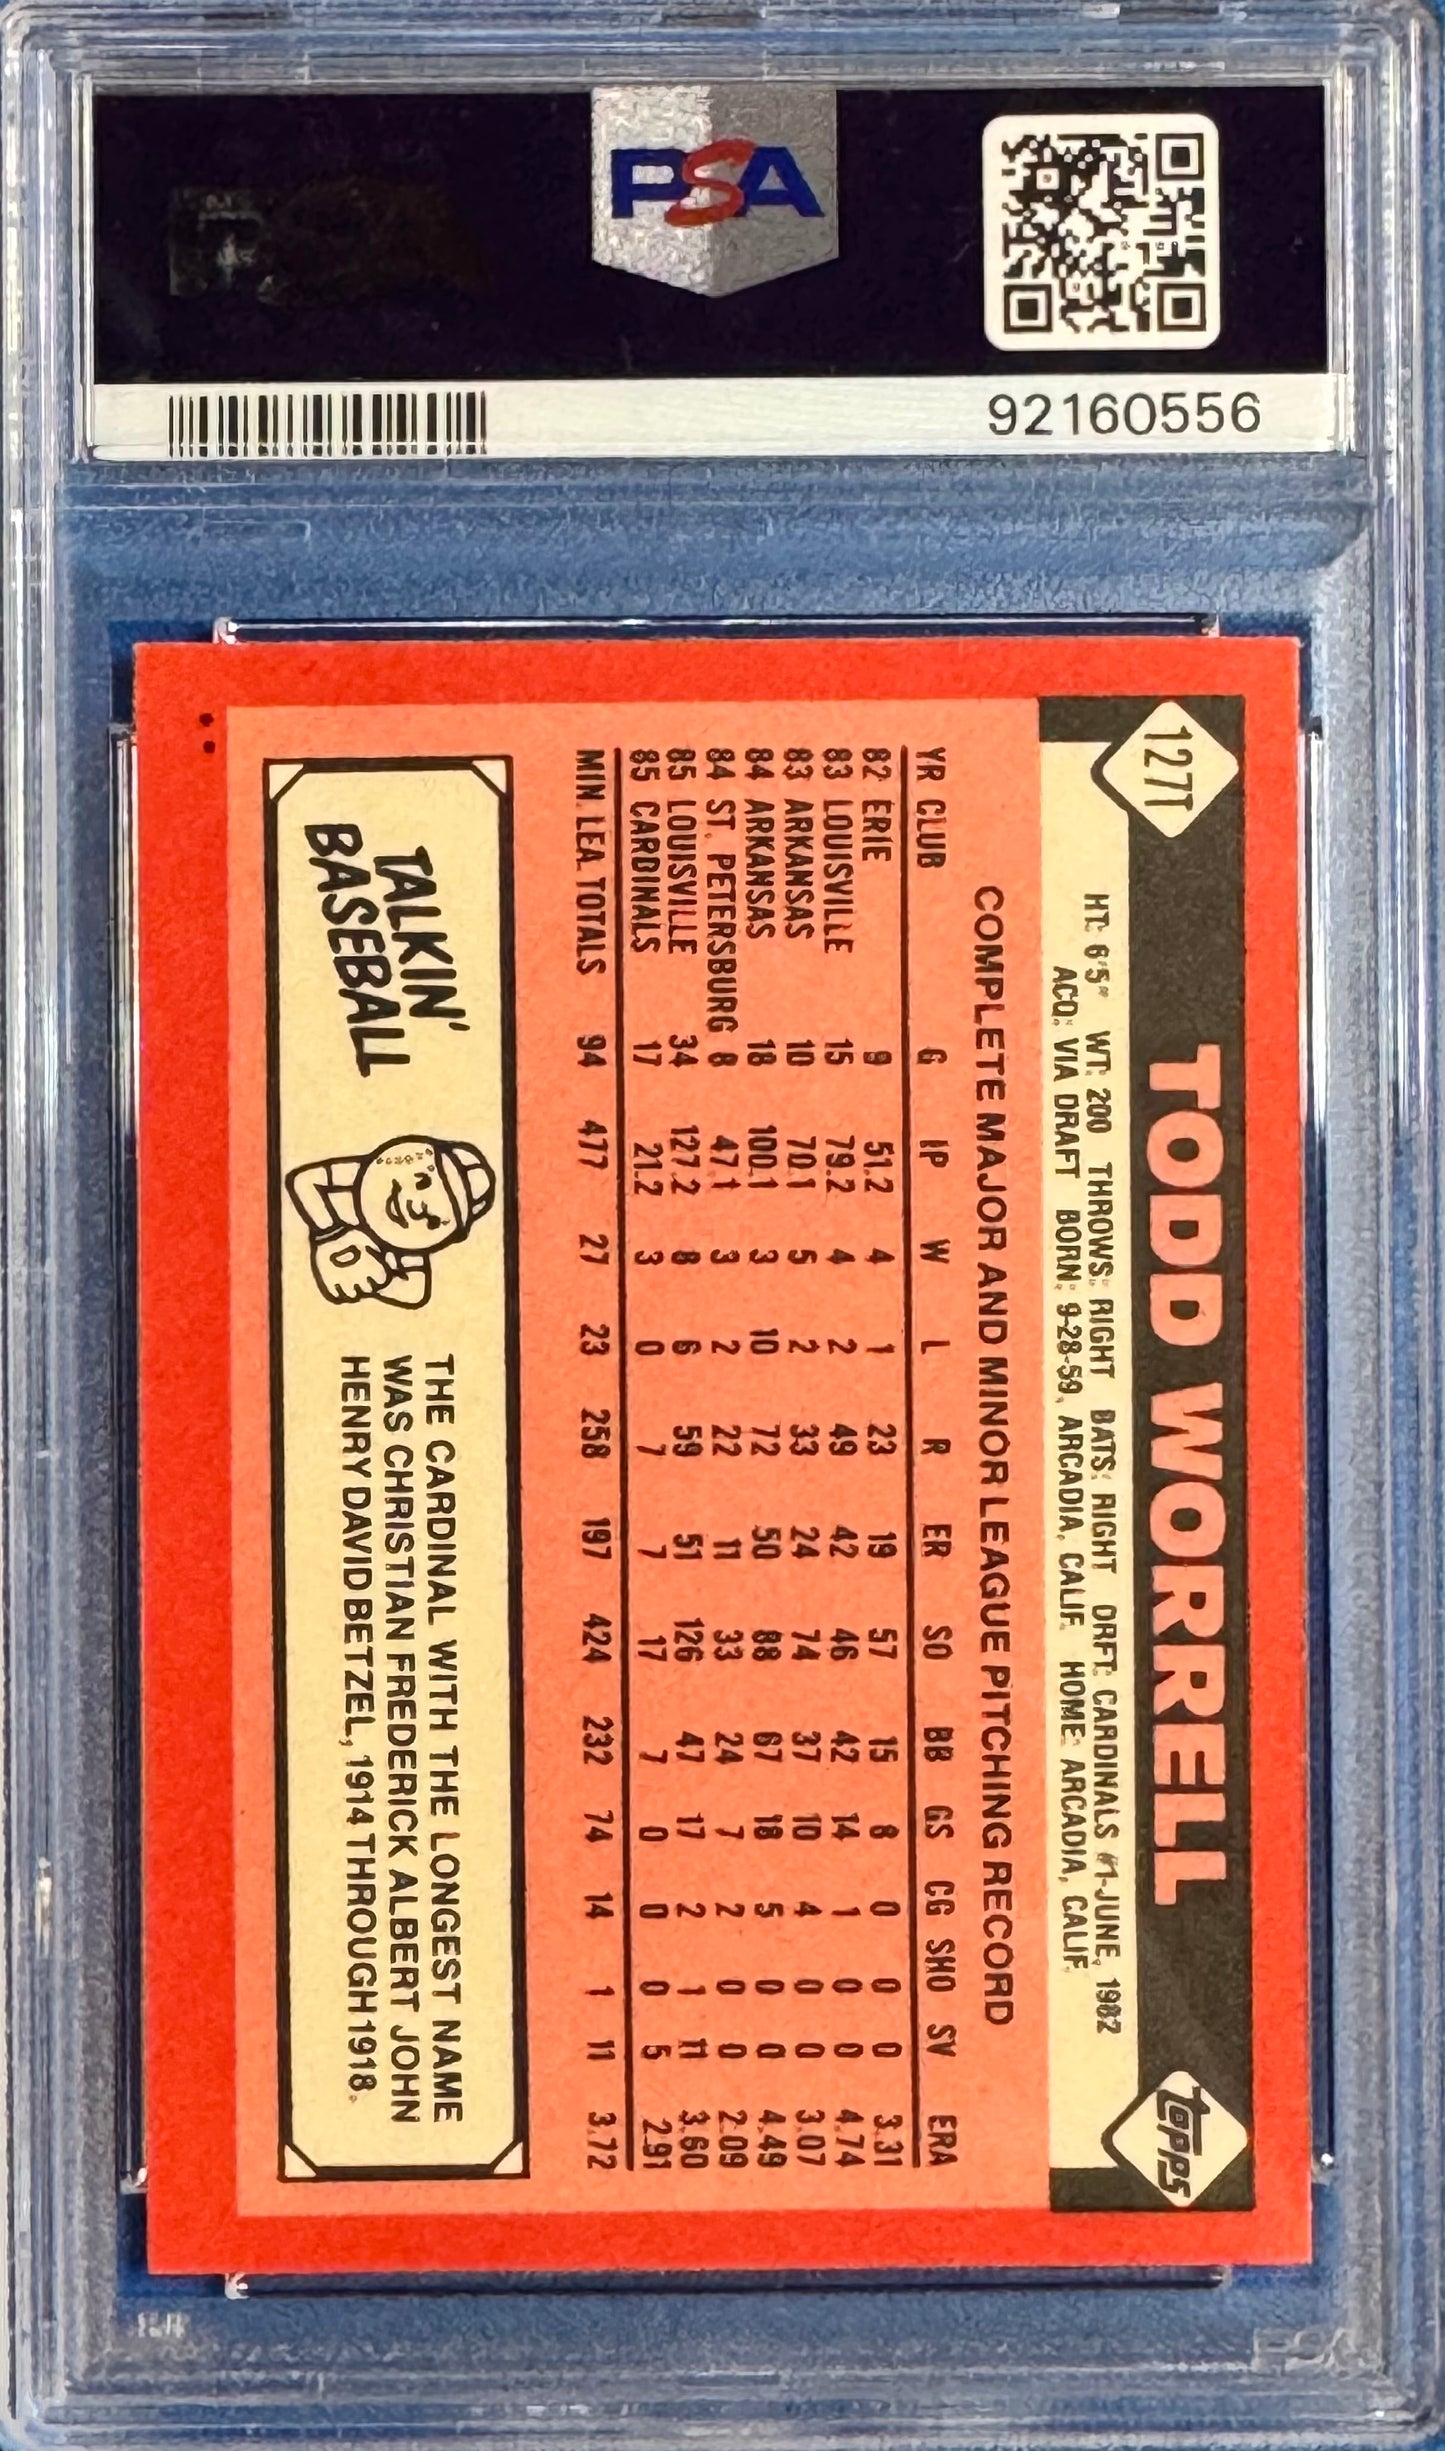 PSA
92160556
127T
TODD WORRELL
topps
HT: 6'5" WT: 200 THROWS: RIGHT BATS: RIGHT DRFT: CARDINALS #1-JUNE, 1982
ACQ: VIA DRAFT BORN: 9-28-59, ARCADIA, CALIF. HOME: ARCADIA, CALIF.
COMPLETE MAJOR AND MINOR LEAGUE PITCHING RECORD
YR CLUB G IP W L R ER SO BB GS CG SHO SV ERA
82 ERIE 9 51.2 4 1 23 19 57 15 8 0 0 0 3.31
83 LOUISVILLE 15 79.2 4 2 49 42 46 42 14 1 0 0 4.74
83 ARKANSAS 10 70.1 5 2 33 24 74 37 10 4 0 0 3.07
84 ARKANSAS 18 100.1 3 10 72 50 88 67 18 5 0 0 4.49
84 ST. PETERSBURG 8 47.1 3 2 22 11 33 24 7 2 0 0 2.09
85 LOUISVILLE 34 127.2 8 6 59 51 126 47 17 2 1 11 3.60
85 CARDINALS 17 21.2 3 0 7 7 17 7 0 0 0 5 2.91
MIN. LEA. TOTALS 94 477 27 23 258 197 424 232 74 14 1 11 3.72
TALKIN'
BASEBALL
THE CARDINAL WITH THE LONGEST NAME
WAS CHRISTIAN FREDERICK ALBERT JOHN
HENRY DAVID BETZEL, 1914 THROUGH 1918.
PSA